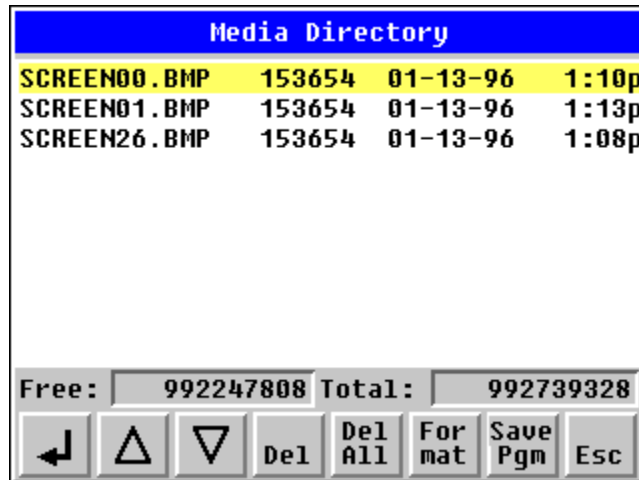 Media Directory
SCREEN00.BMP 153654 01-13-96 1:10p
SCREEN01.BMP 153654 01-13-96 1:13p
SCREEN26.BMP 153654 01-13-96 1:08p
Free: 992247808 Total: 992739328
Del Del All For mat Save Pgm Esc